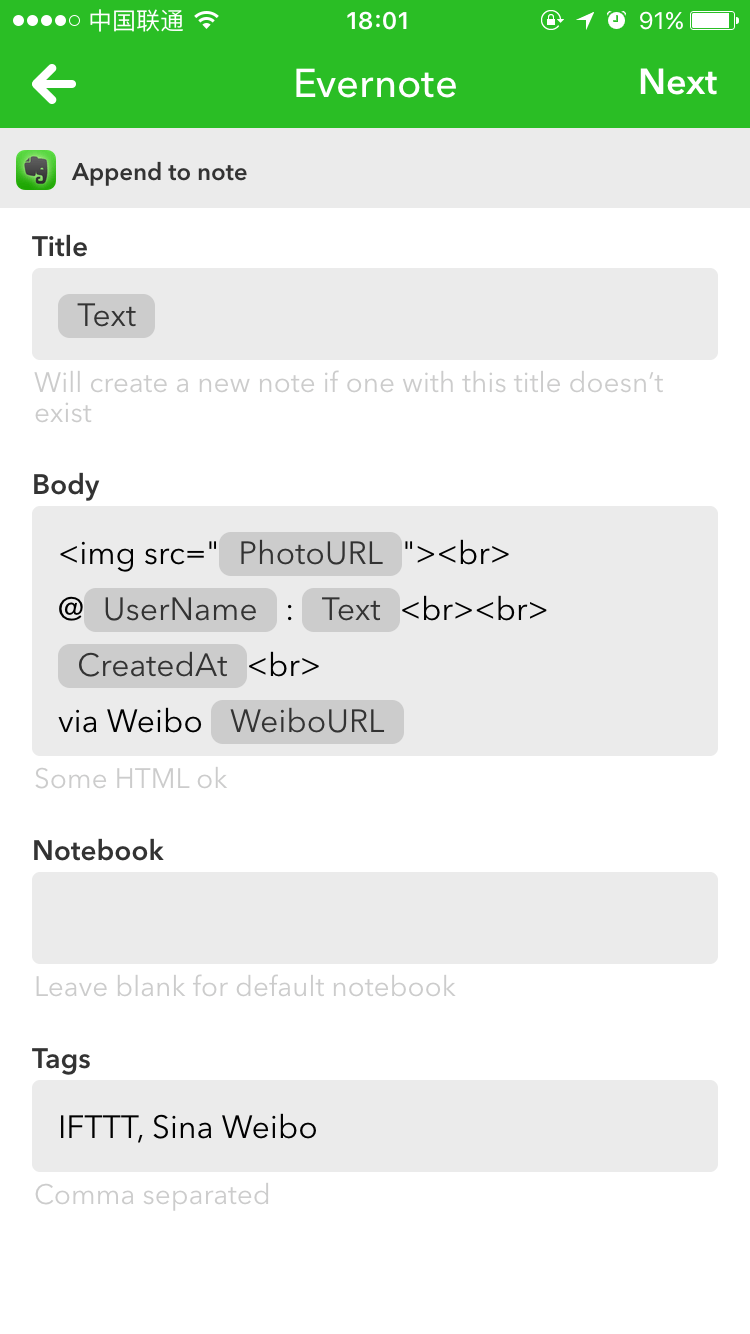 中国联通 18:01 91%
Evernote Next
Append to note
Title
Text
Will create a new note if one with this title doesn’t
exist
Body
<img src="PhotoURL"><br>
@UserName : Text<br><br>
CreatedAt<br>
via Weibo WeiboURL
Some HTML ok
Notebook
Leave blank for default notebook
Tags
IFTTT, Sina Weibo
Comma separated